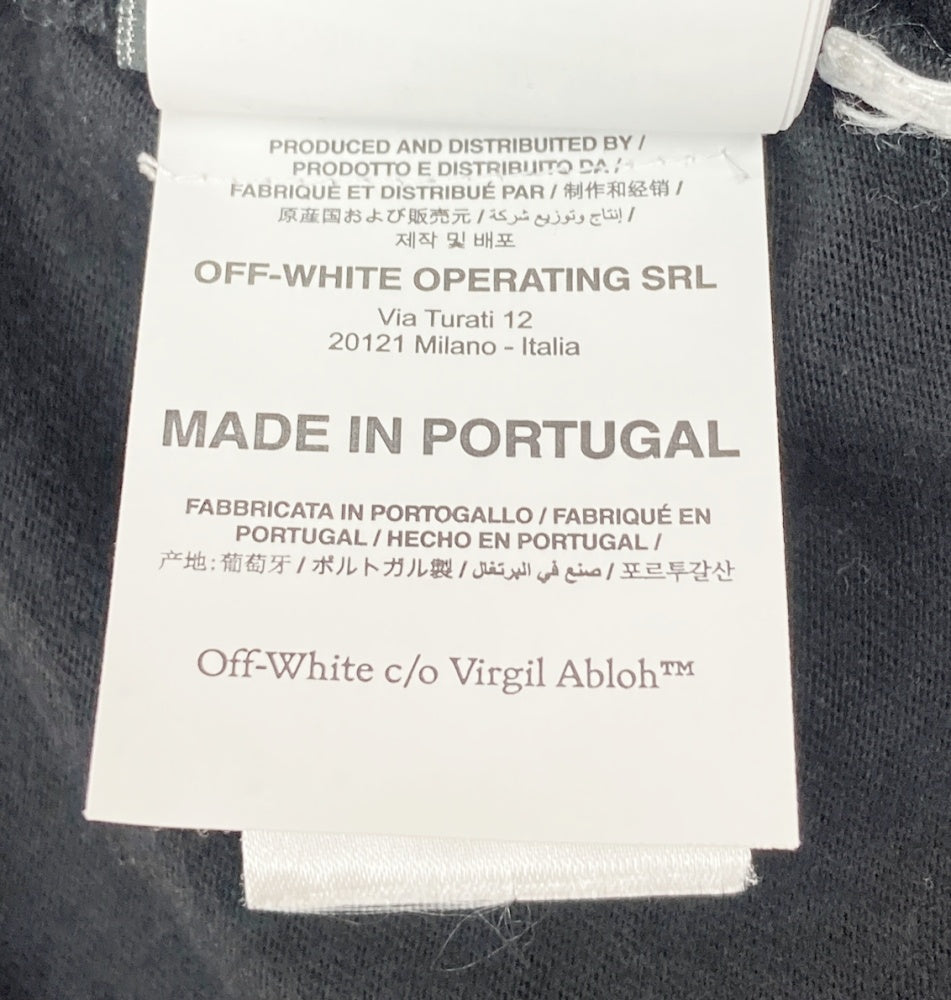 PRODUCED AND DISTRIBUITED BY /
PRODOTTO E DISTRIBUITO DA /
FABRIQUÈ ET DISTRIBUÉ PAR / 制作和经销 /
原産国および販売元 / إنتاج وتوزيع شركة /
제작 및 배포
OFF-WHITE OPERATING SRL
Via Turati 12
20121 Milano - Italia
MADE IN PORTUGAL
FABBRICATA IN PORTOGALLO / FABRIQUÉ EN
PORTUGAL / HECHO EN PORTUGAL /
产地: 葡萄牙 / ポルトガル製 / صنع في البرتغال / 포르투갈산
Off-White c/o Virgil Abloh™